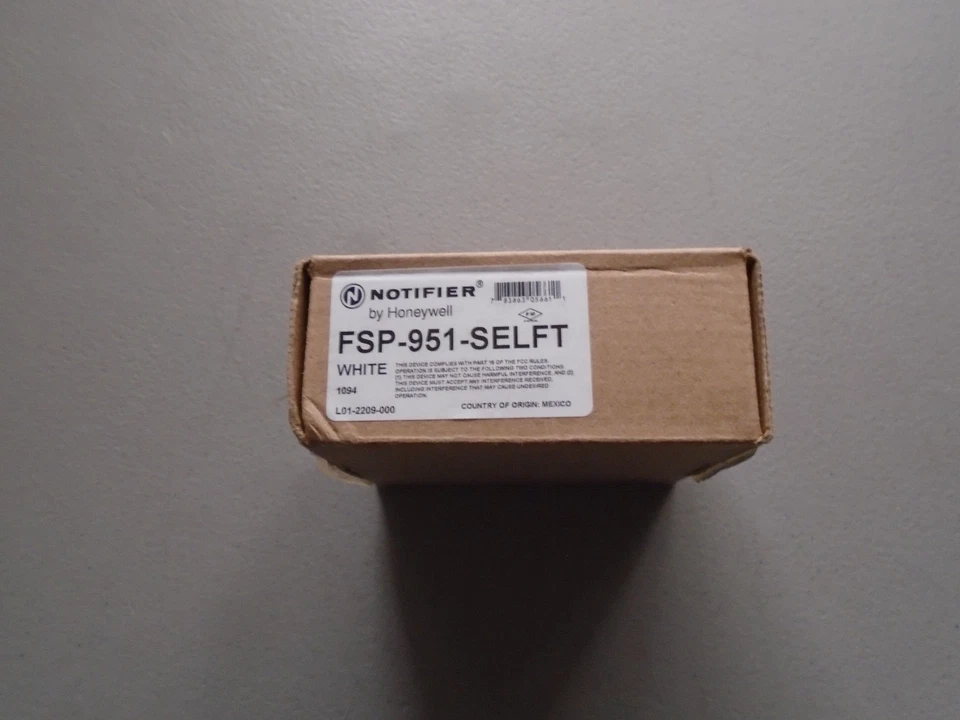 NOTIFIER®
by Honeywell
FSP-951-SELFT
WHITE
THIS DEVICE COMPLIES WITH PART 15 OF THE FCC RULES.
OPERATION IS SUBJECT TO THE FOLLOWING TWO CONDITIONS
(1) THIS DEVICE MAY NOT CAUSE HARMFUL INTERFERENCE, AND (2)
THIS DEVICE MUST ACCEPT ANY INTERFERENCE RECEIVED,
INCLUDING INTERFERENCE THAT MAY CAUSE UNDESIRED
OPERATION.
1094
L01-2209-000
COUNTRY OF ORIGIN: MEXICO